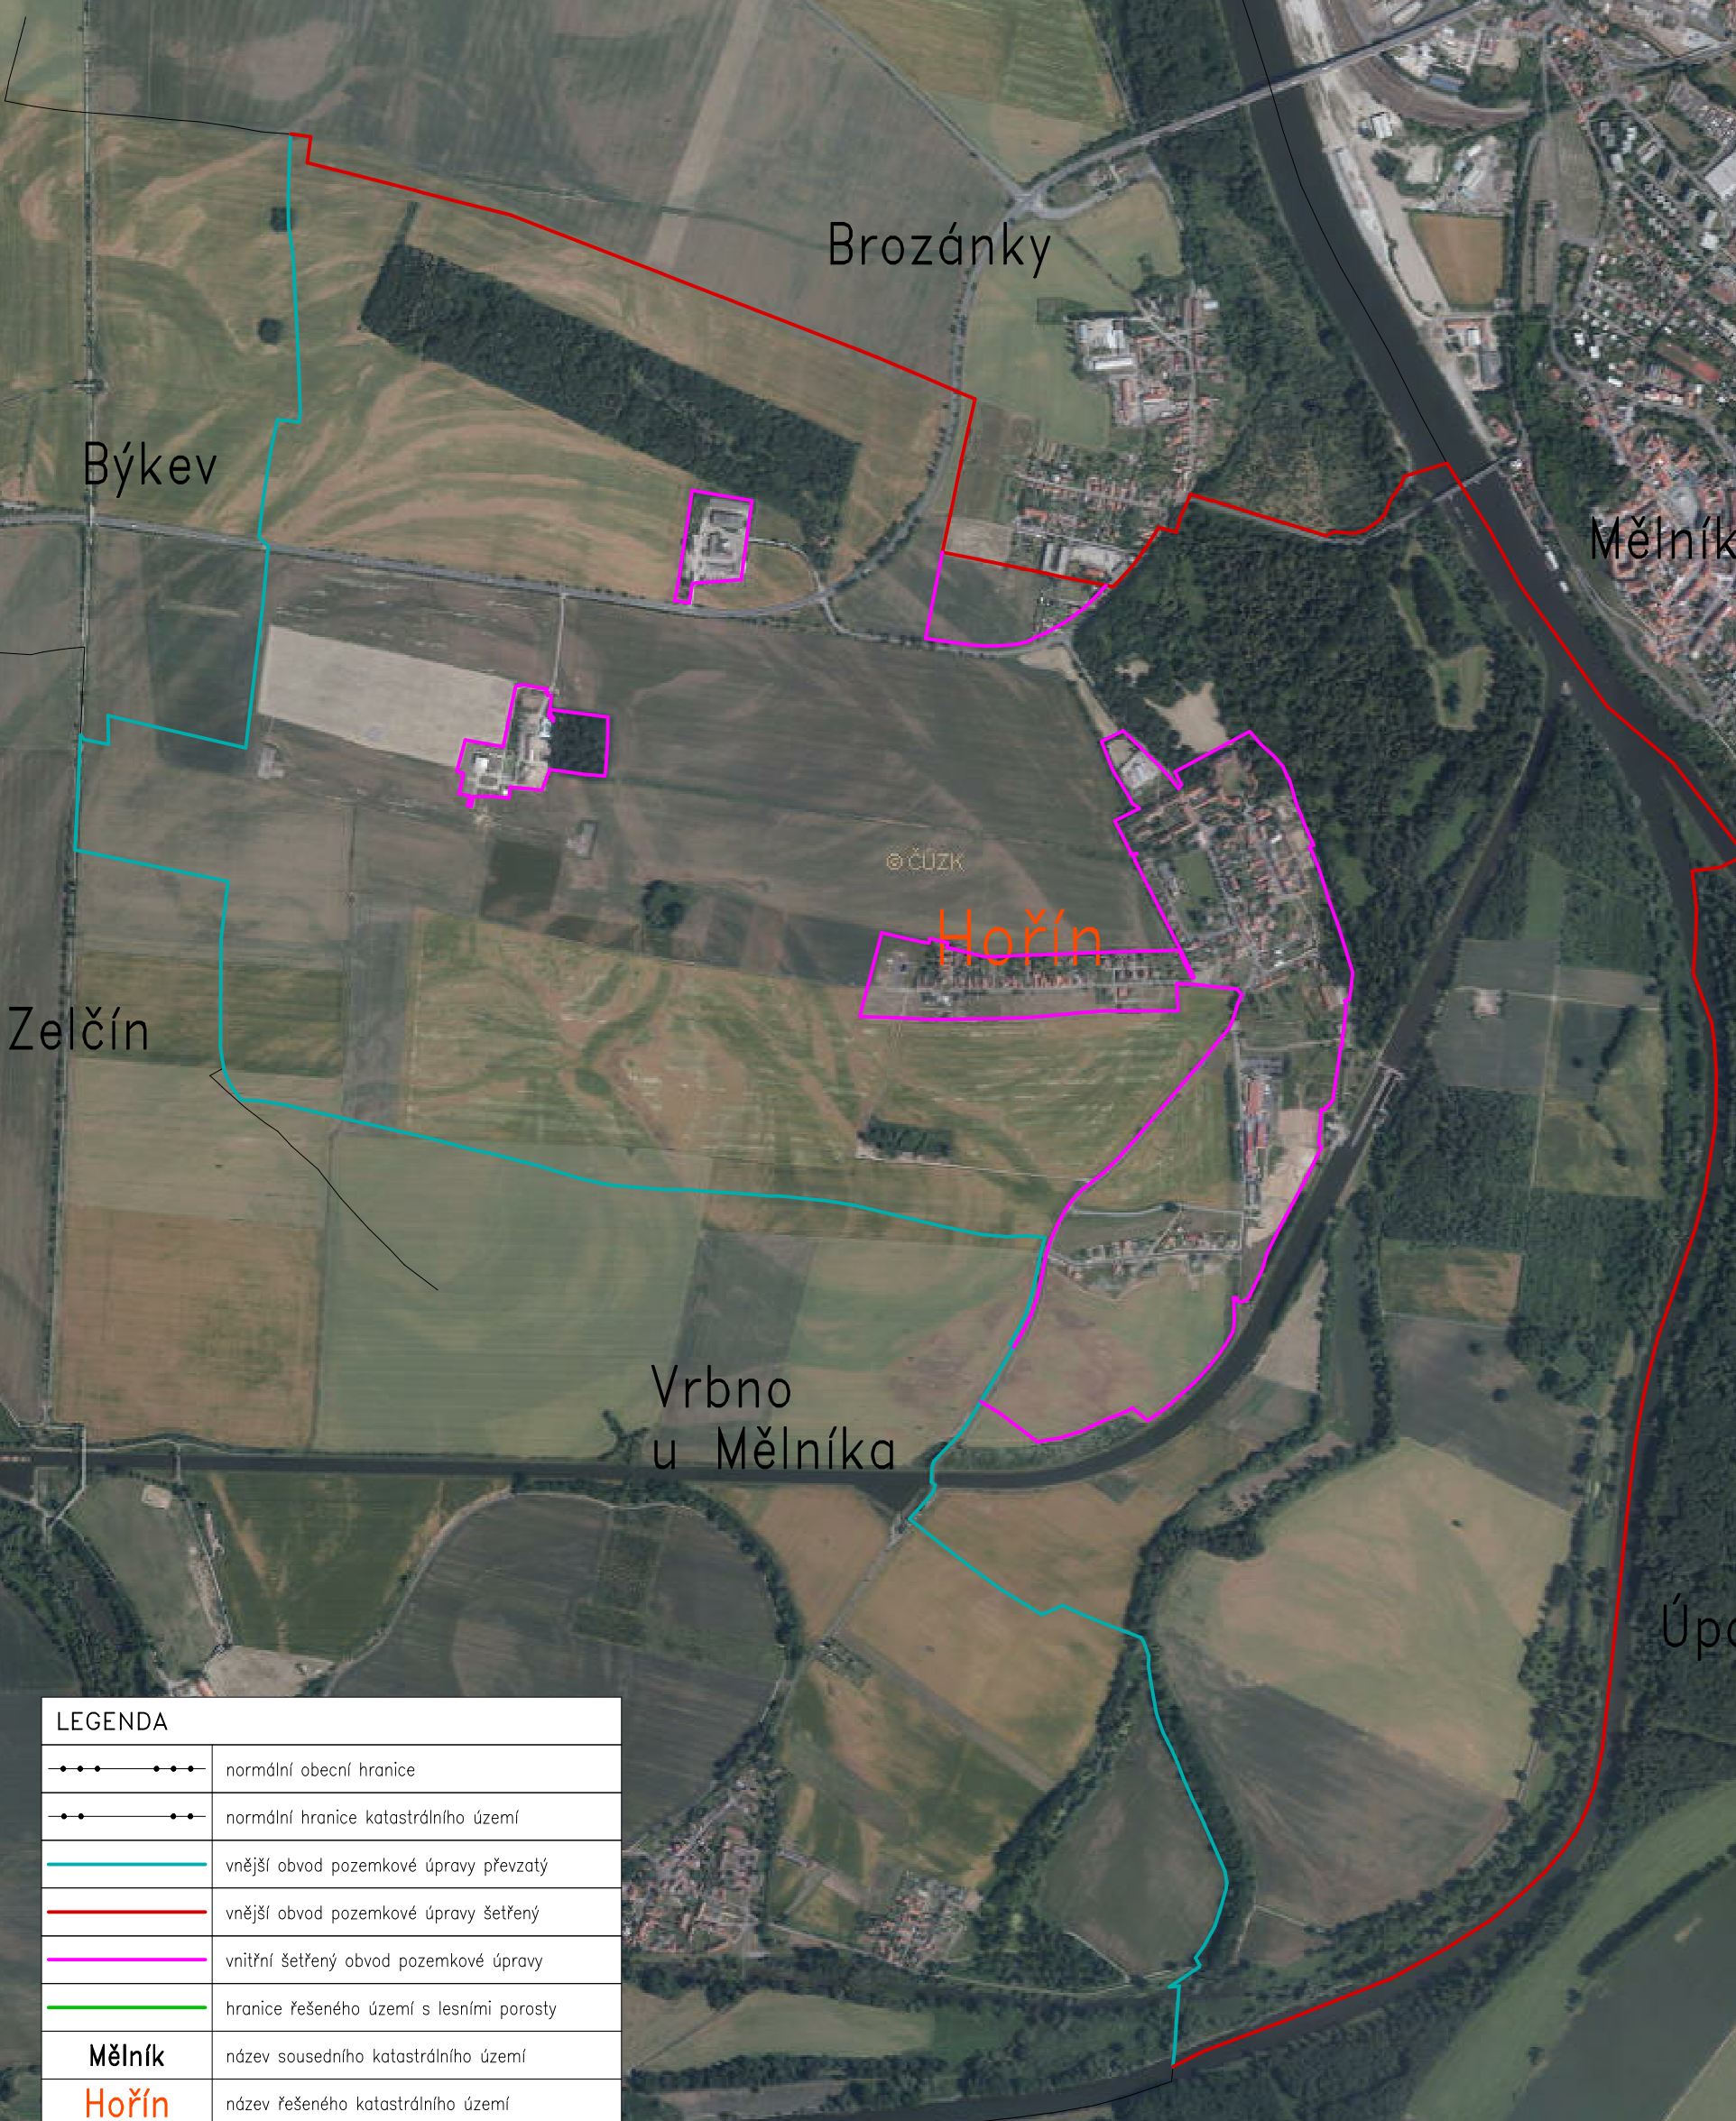 Brozánky
Býkev
Mělník
© ČÚZK
Hořín
Zelčín
Vrbno
u Mělníka
LEGENDA
normální obecní hranice
normální hranice katastrálního území
vnější obvod pozemkové úpravy převzatý
vnější obvod pozemkové úpravy šetřený
vnitřní šetřený obvod pozemkové úpravy
hranice řešeného území s lesními porosty
Mělník název sousedního katastrálního území
Hořín název řešeného katastrálního území